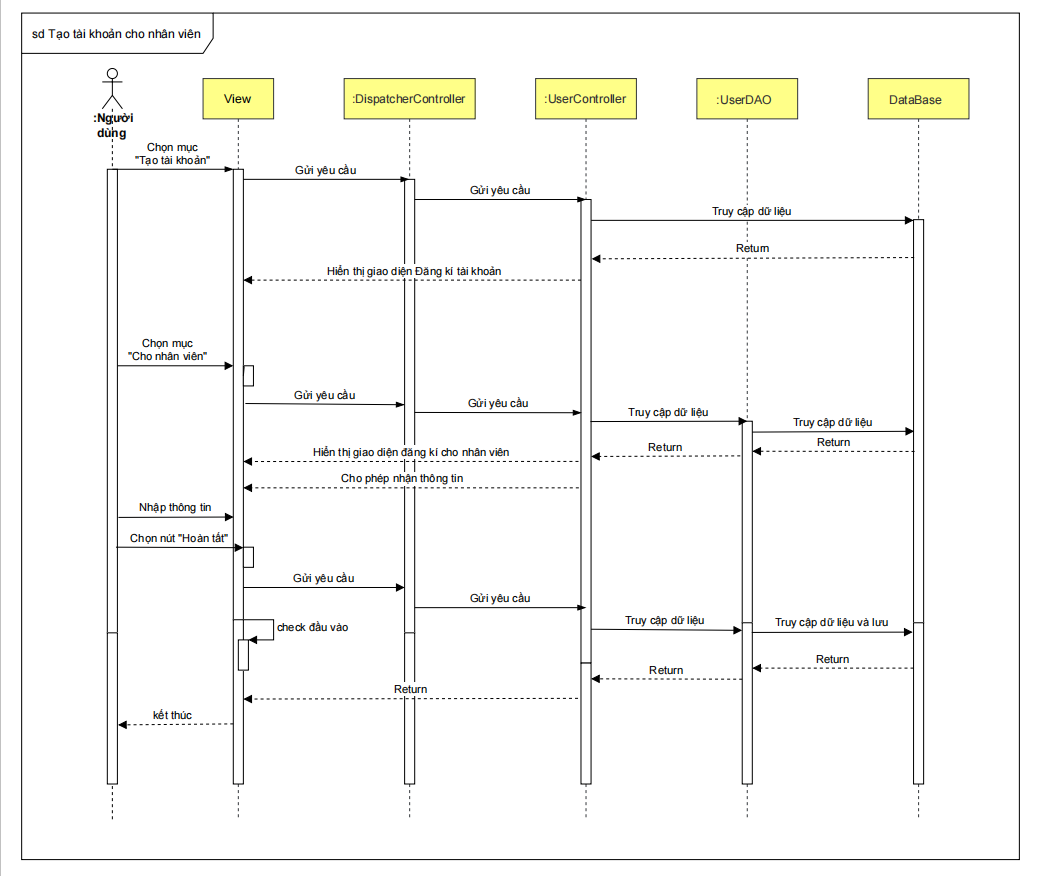 sd Tạo tài khoản cho nhân viên
:Người
dùng
View
:DispatcherController
:UserController
:UserDAO
DataBase
Chọn mục
"Tạo tài khoản"
Gửi yêu cầu
Gửi yêu cầu
Truy cập dữ liệu
Return
Hiển thị giao diện Đăng kí tài khoản
Chọn mục
"Cho nhân viên"
Gửi yêu cầu
Gửi yêu cầu
Truy cập dữ liệu
Truy cập dữ liệu
Return
Return
Hiển thị giao diện đăng kí cho nhân viên
Cho phép nhận thông tin
Nhập thông tin
Chọn nút "Hoàn tất"
Gửi yêu cầu
Gửi yêu cầu
check đầu vào
Truy cập dữ liệu
Truy cập dữ liệu và lưu
Return
Return
Return
kết thúc